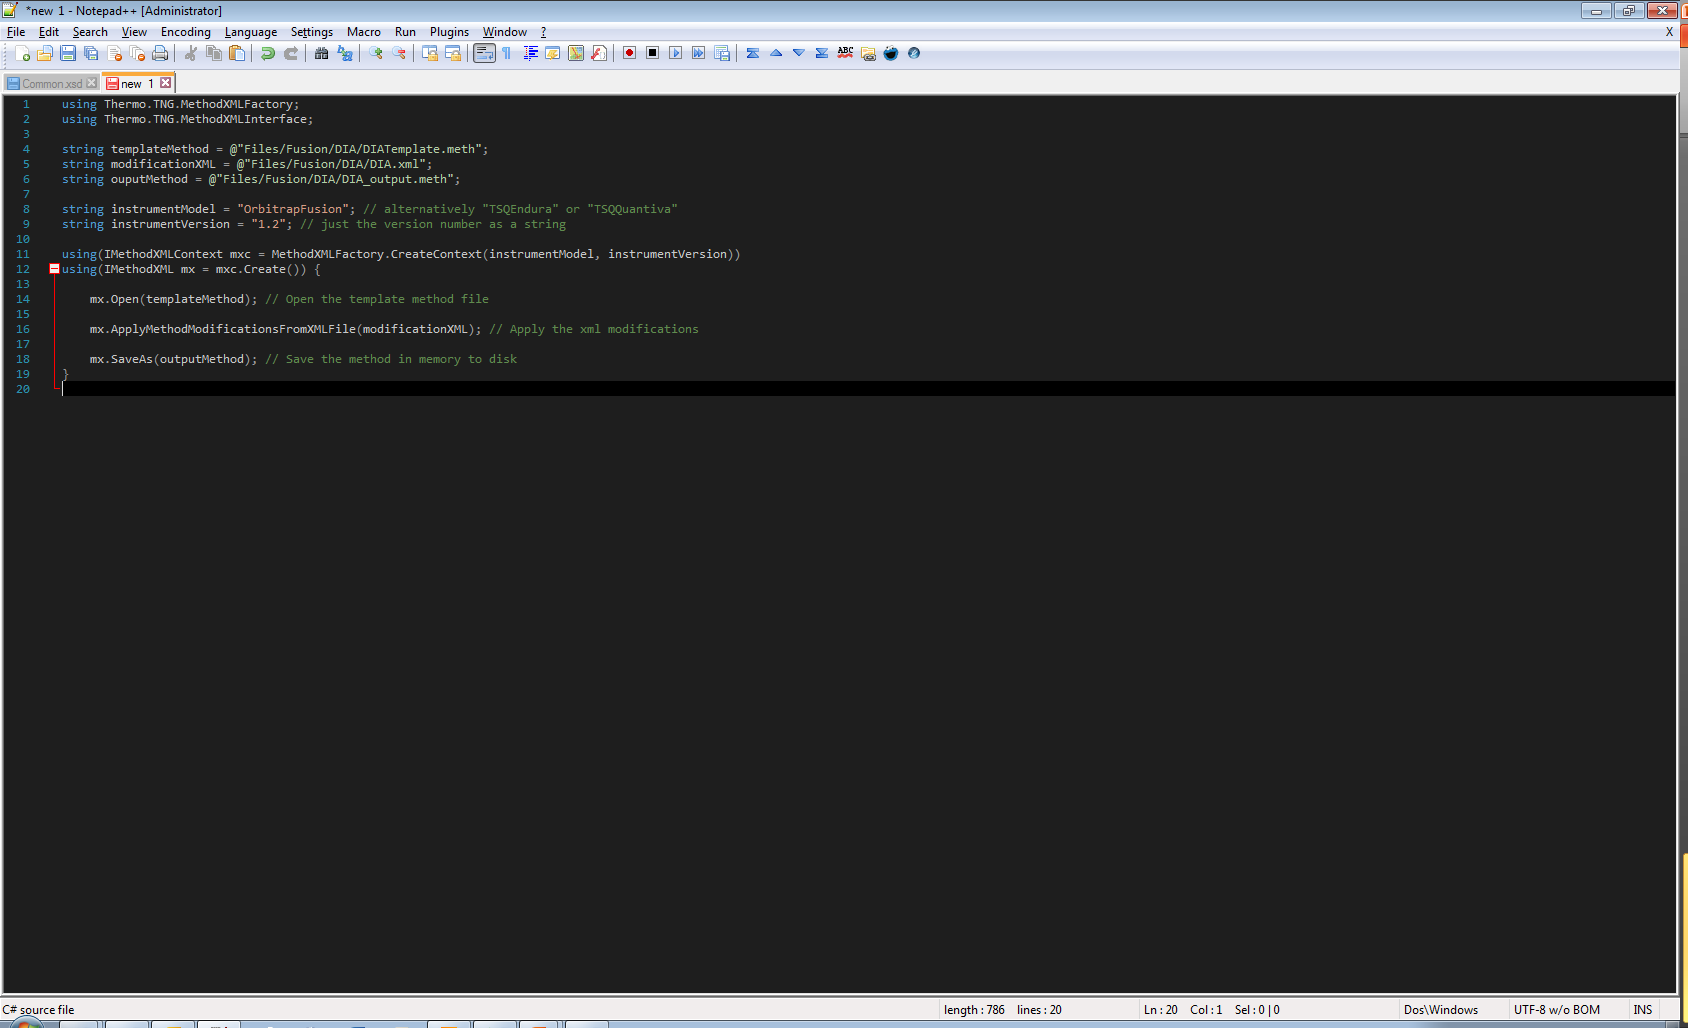 *new  1 - Notepad++ [Administrator]
File Edit Search View Encoding Language Settings Macro Run Plugins Window ? X
ABC
Common.xsd new 1
1 using Thermo.TNG.MethodXMLFactory;
2 using Thermo.TNG.MethodXMLInterface;
3
4 string templateMethod = @"Files/Fusion/DIA/DIATemplate.meth";
5 string modificationXML = @"Files/Fusion/DIA/DIA.xml";
6 string ouputMethod = @"Files/Fusion/DIA/DIA_output.meth";
7
8 string instrumentModel = "OrbitrapFusion"; // alternatively "TSQEndura" or "TSQQuantiva"
9 string instrumentVersion = "1.2"; // just the version number as a string
10
11 using(IMethodXMLContext mxc = MethodXMLFactory.CreateContext(instrumentModel, instrumentVersion))
12 using(IMethodXML mx = mxc.Create()) {
13
14     mx.Open(templateMethod); // Open the template method file
15
16     mx.ApplyMethodModificationsFromXMLFile(modificationXML); // Apply the xml modifications
17
18     mx.SaveAs(outputMethod); // Save the method in memory to disk
19 }
20
C# source file length : 786 lines : 20 Ln : 20 Col : 1 Sel : 0 | 0 Dos\Windows UTF-8 w/o BOM INS